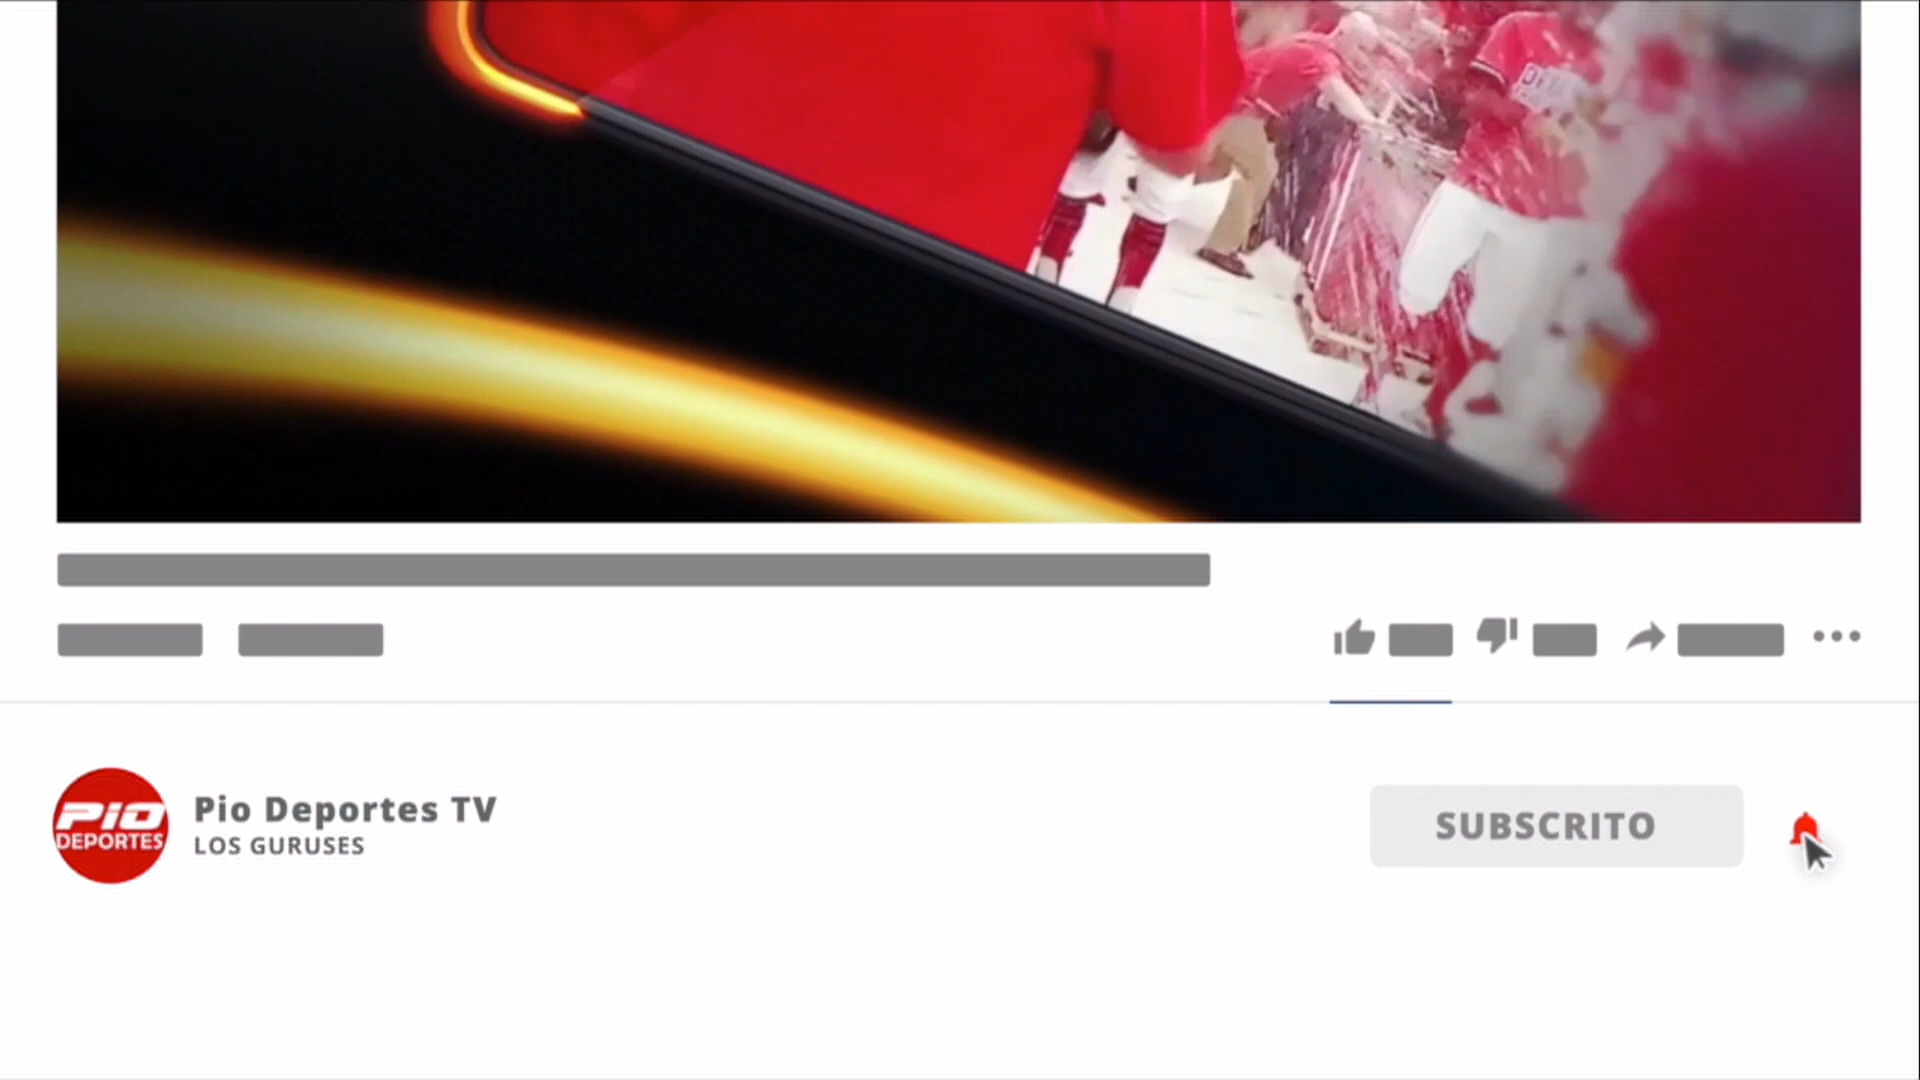 PIO
DEPORTES
Pio Deportes TV
LOS GURUSES
SUBSCRITO